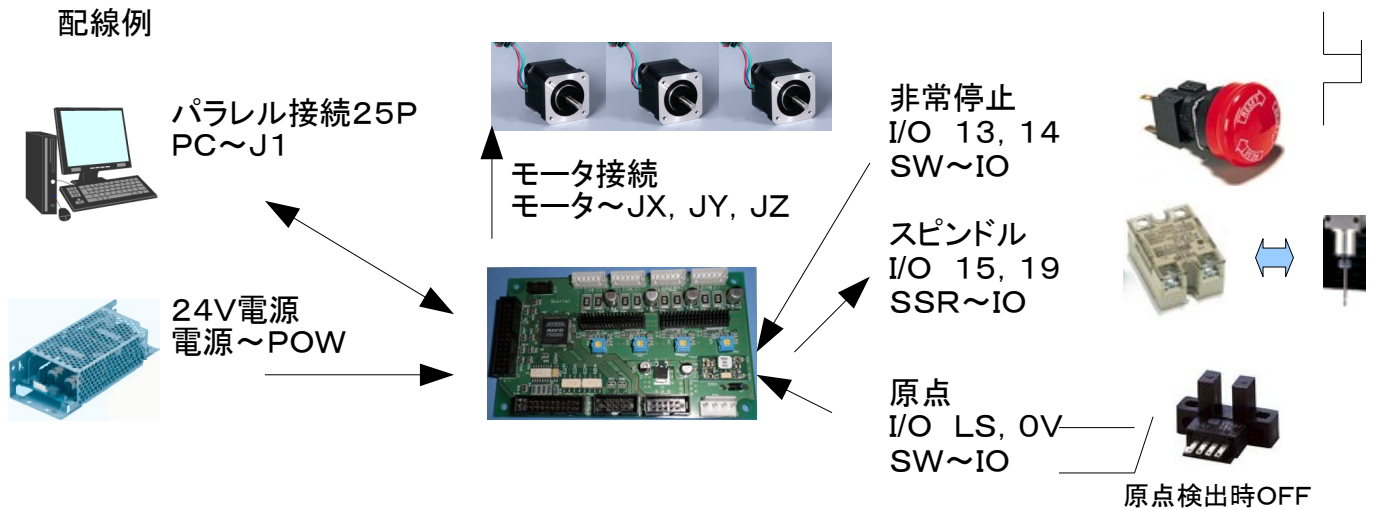 配線例
パラレル接続25P
PC～J1
24V電源
電源～POW
モータ接続
モータ～JX, JY, JZ
非常停止
I/O 13, 14
SW～IO
スピンドル
I/O 15, 19
SSR～IO
原点
I/O LS, 0V
SW～IO
原点検出時OFF
RESET